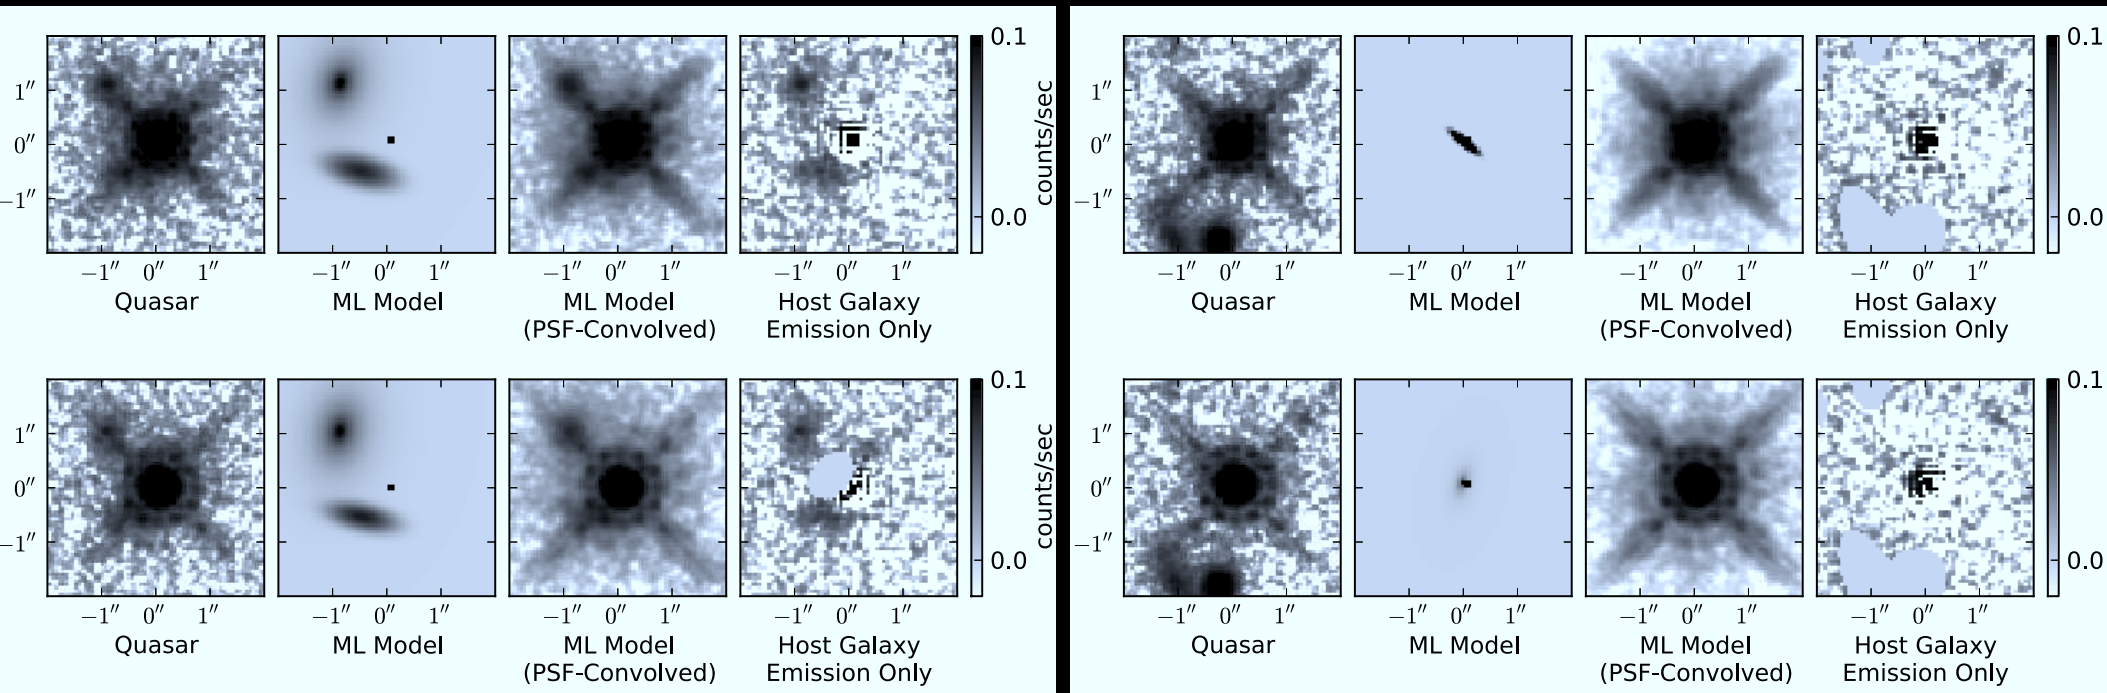 0.1
1″
0″
−1″
counts/sec
0.0
−1″ 0″ 1″ −1″ 0″ 1″ −1″ 0″ 1″ −1″ 0″ 1″
Quasar ML Model ML Model Host Galaxy
(PSF-Convolved) Emission Only
0.1
1″
0″
−1″
0.0
−1″ 0″ 1″ −1″ 0″ 1″ −1″ 0″ 1″ −1″ 0″ 1″
Quasar ML Model ML Model Host Galaxy
(PSF-Convolved) Emission Only
0.1
1″
0″
−1″
counts/sec
0.0
−1″ 0″ 1″ −1″ 0″ 1″ −1″ 0″ 1″ −1″ 0″ 1″
Quasar ML Model ML Model Host Galaxy
(PSF-Convolved) Emission Only
0.1
1″
0″
−1″
0.0
−1″ 0″ 1″ −1″ 0″ 1″ −1″ 0″ 1″ −1″ 0″ 1″
Quasar ML Model ML Model Host Galaxy
(PSF-Convolved) Emission Only